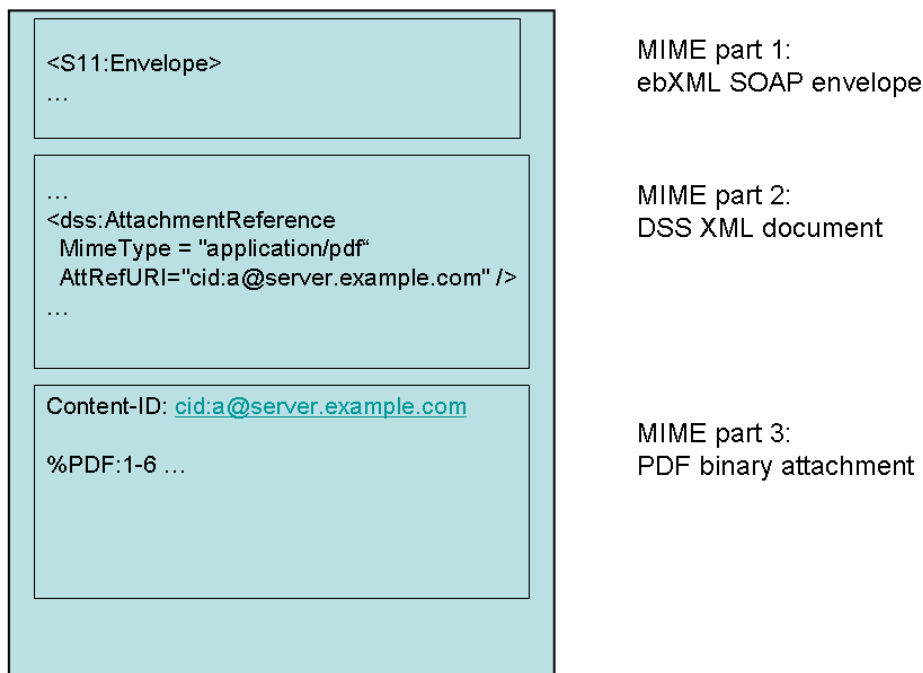 <S11:Envelope>
…
MIME part 1:
ebXML SOAP envelope
…
<dss:AttachmentReference
MimeType = "application/pdf“
AttRefURI="cid:a@server.example.com" />
…
MIME part 2:
DSS XML document
Content-ID: cid:a@server.example.com
%PDF:1-6 …
MIME part 3:
PDF binary attachment